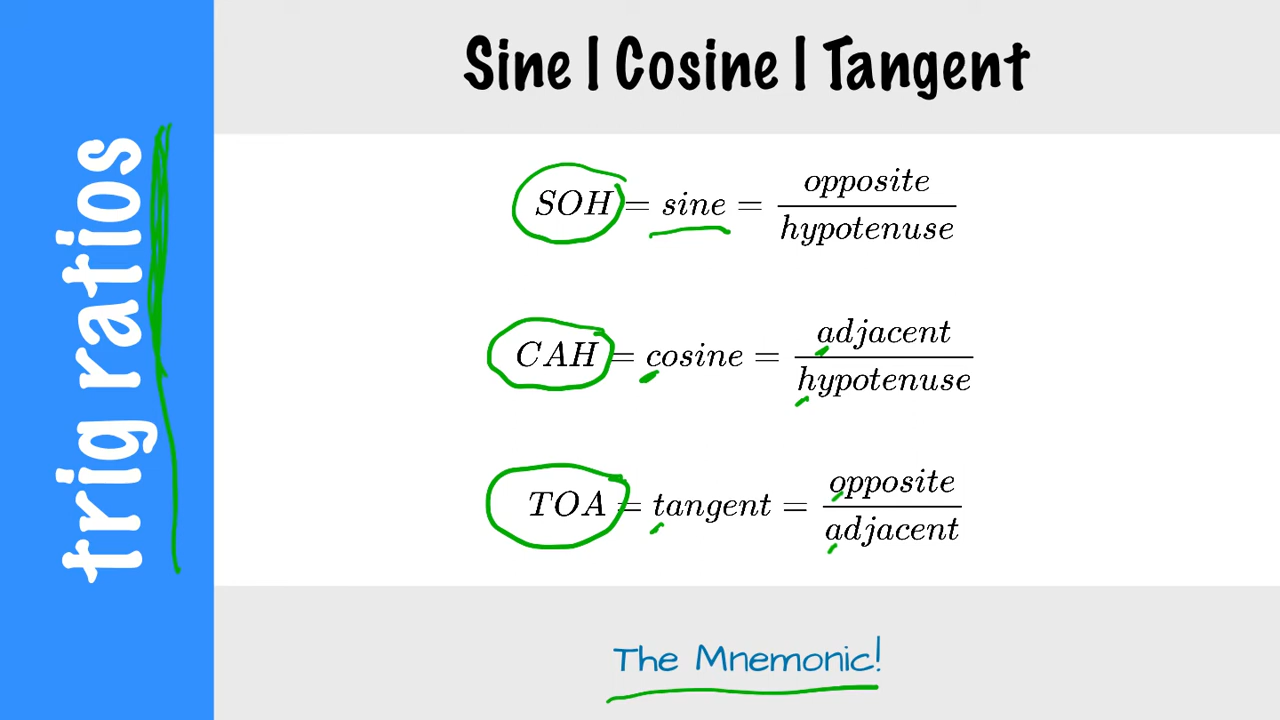 trig ratios
Sine | Cosine | Tangent
SOH = sine = opposite / hypotenuse
CAH = cosine = adjacent / hypotenuse
TOA = tangent = opposite / adjacent
The Mnemonic!